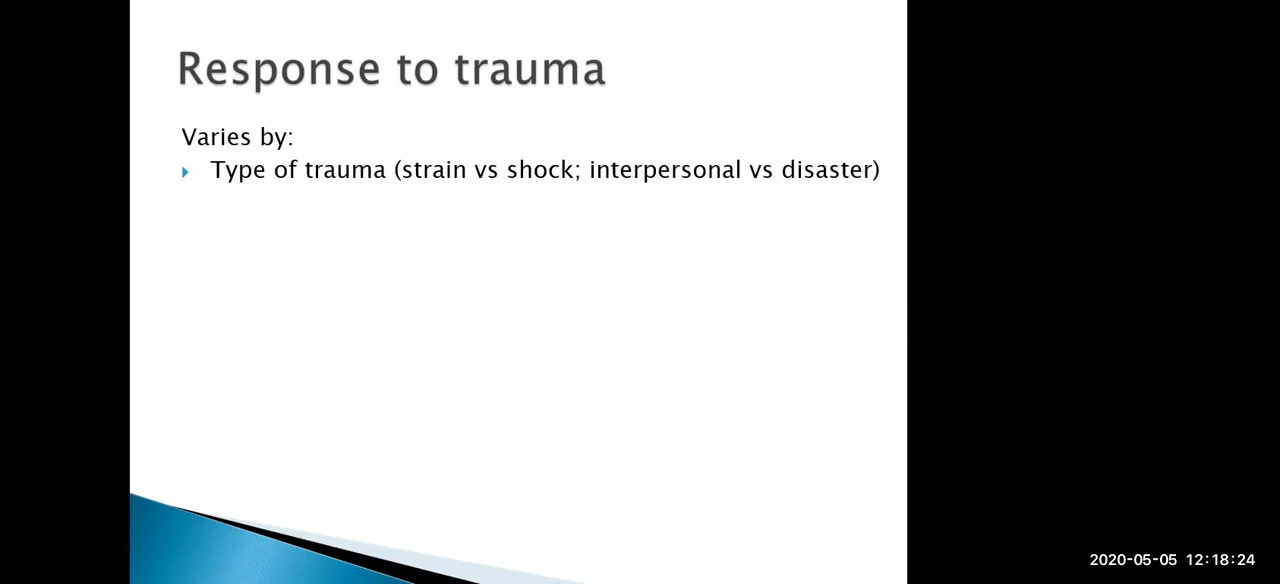 Response to trauma
Varies by:
Type of trauma (strain vs shock; interpersonal vs disaster)
2020-05-05 12:18:24